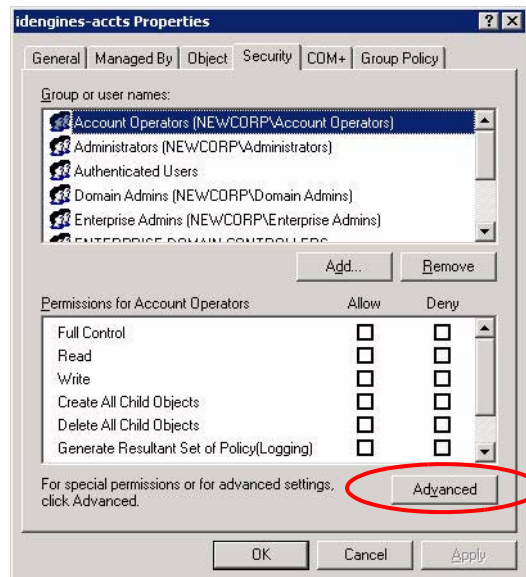 idengines-accts Properties
General Managed By Object Security COM+ Group Policy
Group or user names:
Account Operators (NEWCORP\Account Operators)
Administrators (NEWCORP\Administrators)
Authenticated Users
Domain Admins (NEWCORP\Domain Admins)
Enterprise Admins (NEWCORP\Enterprise Admins)
ENTERPRISE DOMAIN CONTROLLERS
Add... Remove
Permissions for Account Operators Allow Deny
Full Control
Read
Write
Create All Child Objects
Delete All Child Objects
Generate Resultant Set of Policy(Logging)
For special permissions or for advanced settings,
click Advanced.
Advanced
OK Cancel Apply